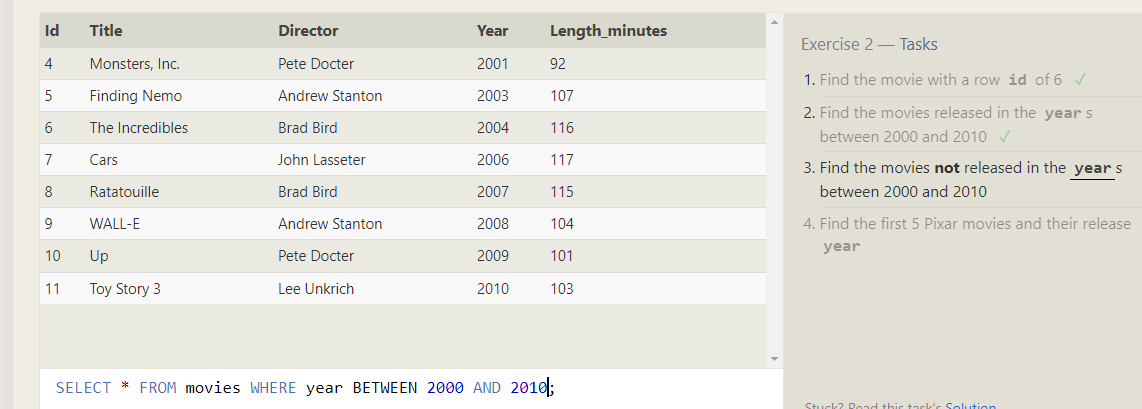 Id Title Director Year Length_minutes
4 Monsters, Inc. Pete Docter 2001 92
5 Finding Nemo Andrew Stanton 2003 107
6 The Incredibles Brad Bird 2004 116
7 Cars John Lasseter 2006 117
8 Ratatouille Brad Bird 2007 115
9 WALL-E Andrew Stanton 2008 104
10 Up Pete Docter 2009 101
11 Toy Story 3 Lee Unkrich 2010 103
SELECT * FROM movies WHERE year BETWEEN 2000 AND 2010;
Exercise 2 — Tasks
1. Find the movie with a row id of 6 ✓
2. Find the movies released in the year s
between 2000 and 2010 ✓
3. Find the movies not released in the year s
between 2000 and 2010
4. Find the first 5 Pixar movies and their release
year
Stuck? Read this task's Solution